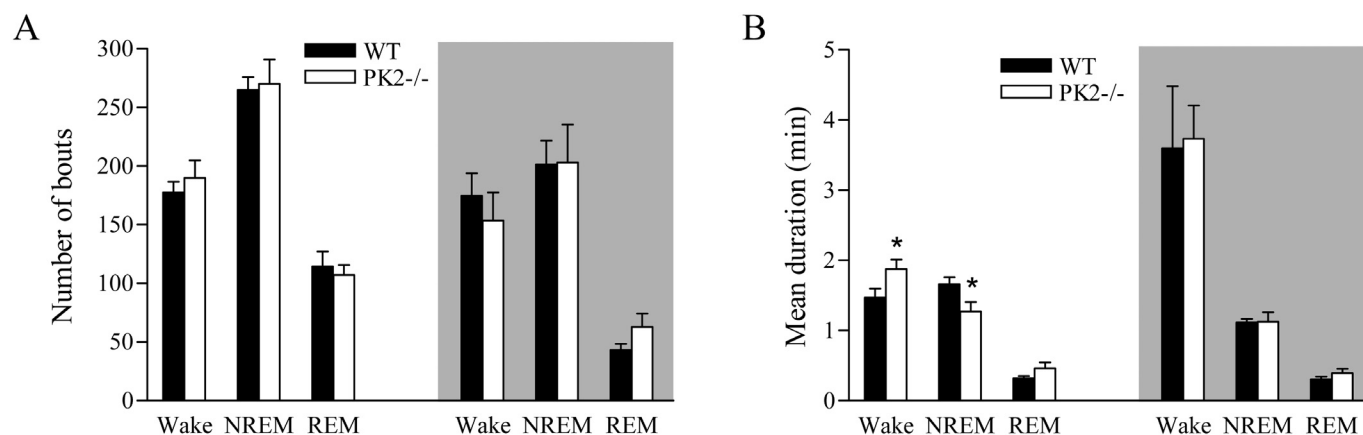 A
Number of bouts
300
250
200
150
100
50
0
WT
PK2-/-
Wake NREM REM
Wake NREM REM
B
Mean duration (min)
5
4
3
2
1
0
WT
PK2-/-
*
*
Wake NREM REM
Wake NREM REM